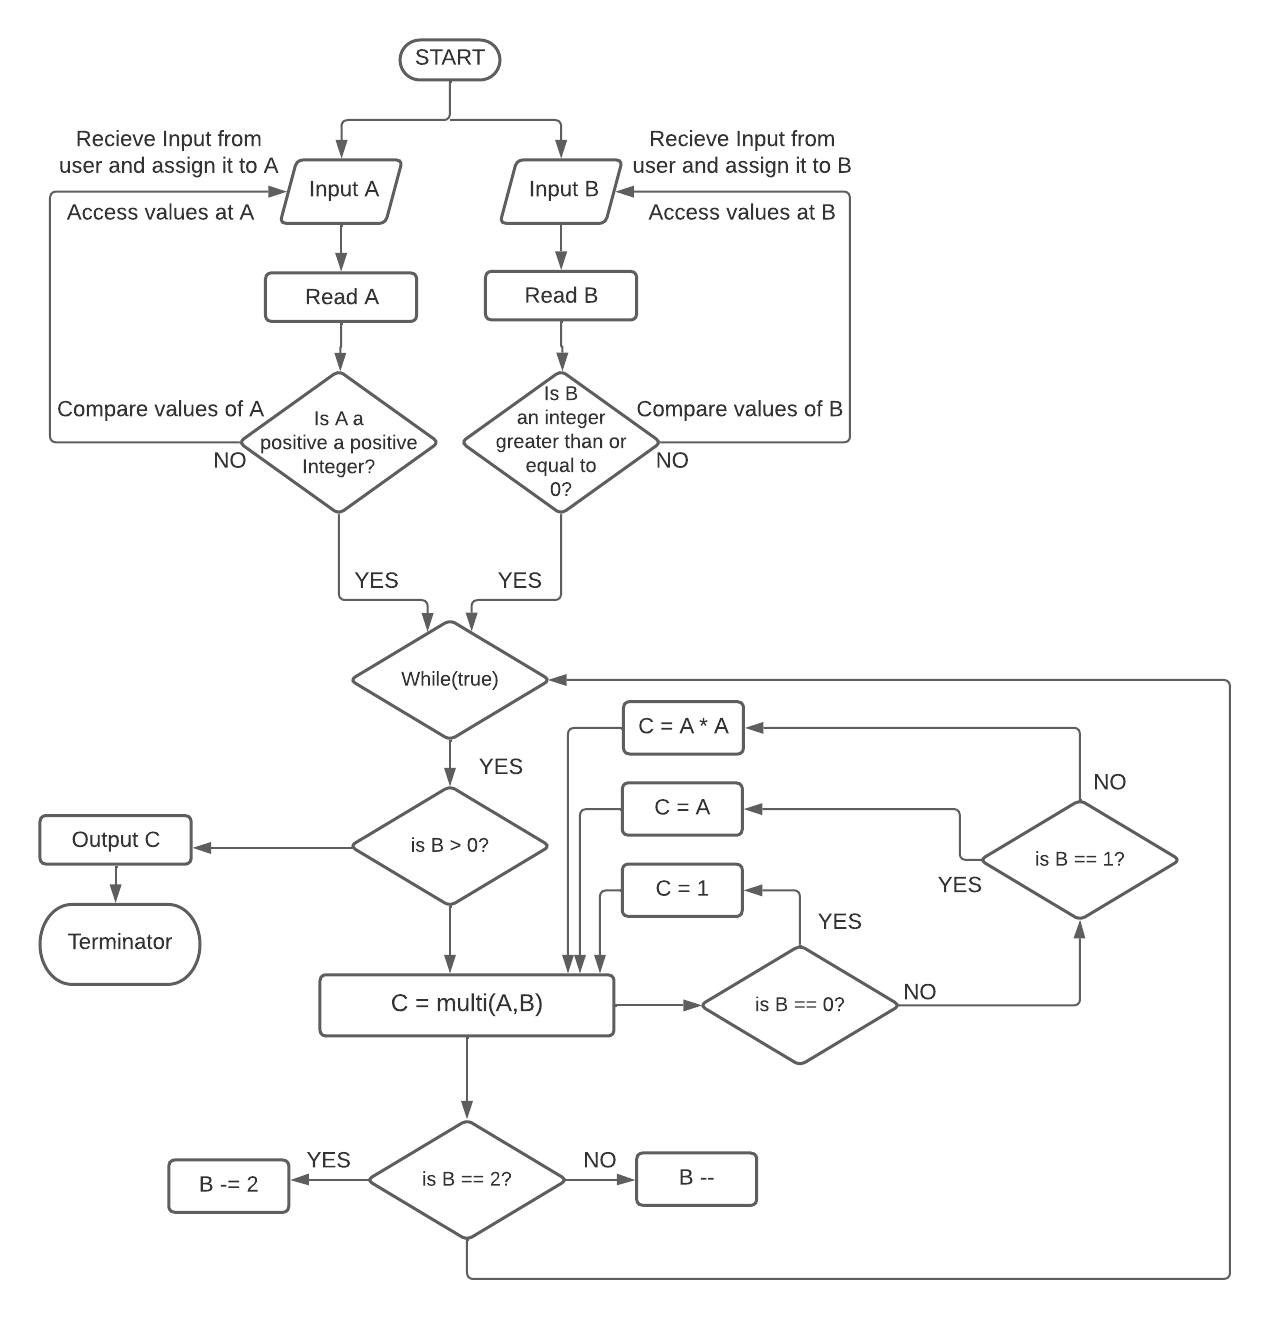 START
Recieve Input from
user and assign it to A
Recieve Input from
user and assign it to B
Input A
Input B
Access values at A
Access values at B
Read A
Read B
Compare values of A
Is A a
positive a positive
Integer?
NO
Is B
an integer
greater than or
equal to
0?
Compare values of B
NO
YES
YES
While(true)
YES
C = A * A
NO
C = A
is B > 0?
Output C
is B == 1?
YES
C = 1
YES
Terminator
C = multi(A,B)
is B == 0?
NO
YES
B -= 2
is B == 2?
NO
B --